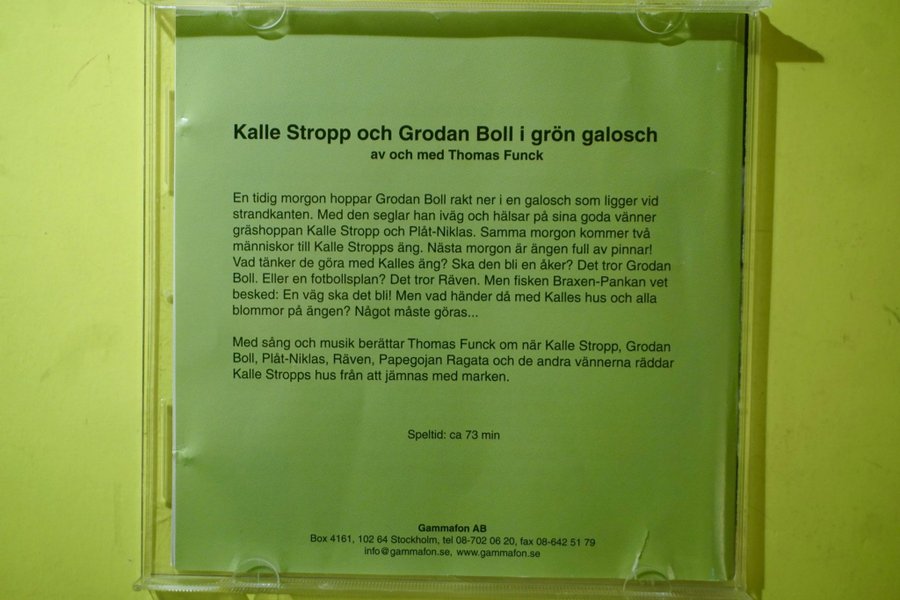 Kalle Stropp och Grodan Boll i grön galosch
av och med Thomas Funck
En tidig morgon hoppar Grodan Boll rakt ner i en galosch som ligger vid
strandkanten. Med den seglar han iväg och hälsar på sina goda vänner
gräshoppan Kalle Stropp och Plåt-Niklas. Samma morgon kommer två
människor till Kalle Stropps äng. Nästa morgon är ängen full av pinnar!
Vad tänker de göra med Kalles äng? Ska den bli en åker? Det tror Grodan
Boll. Eller en fotbollsplan? Det tror Räven. Men fisken Braxen-Pankan vet
besked: En väg ska det bli! Men vad händer då med Kalles hus och alla
blommor på ängen? Något måste göras...
Med sång och musik berättar Thomas Funck om när Kalle Stropp, Grodan
Boll, Plåt-Niklas, Räven, Papegojan Ragata och de andra vännerna räddar
Kalle Stropps hus från att jämnas med marken.
Speltid: ca 73 min
Gammafon AB
Box 4161, 102 64 Stockholm, tel 08-702 06 20, fax 08-642 51 79
info@gammafon.se, www.gammafon.se